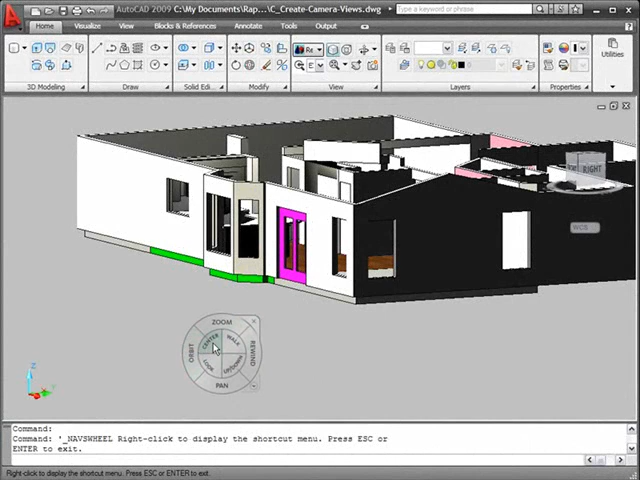 AutoCAD 2009 C:\My Documents\Rap...\C_Create-Camera-Views.dwg
Type a keyword or phrase
Home Visualize Blocks & References Annotate Tools View Output
Re
E
0
Utilities
3D Modeling Draw Solid Edi... Modify View Layers Properties
RIGHT
WCS
ZOOM
CENTER WALK
ORBIT REWIND
LOOK UP/DOWN
PAN
Z
Command:
Command: '_NAVSWHEEL Right-click to display the shortcut menu. Press ESC or
ENTER to exit.
Right-click to display the shortcut menu. Press ESC or ENTER to exit.